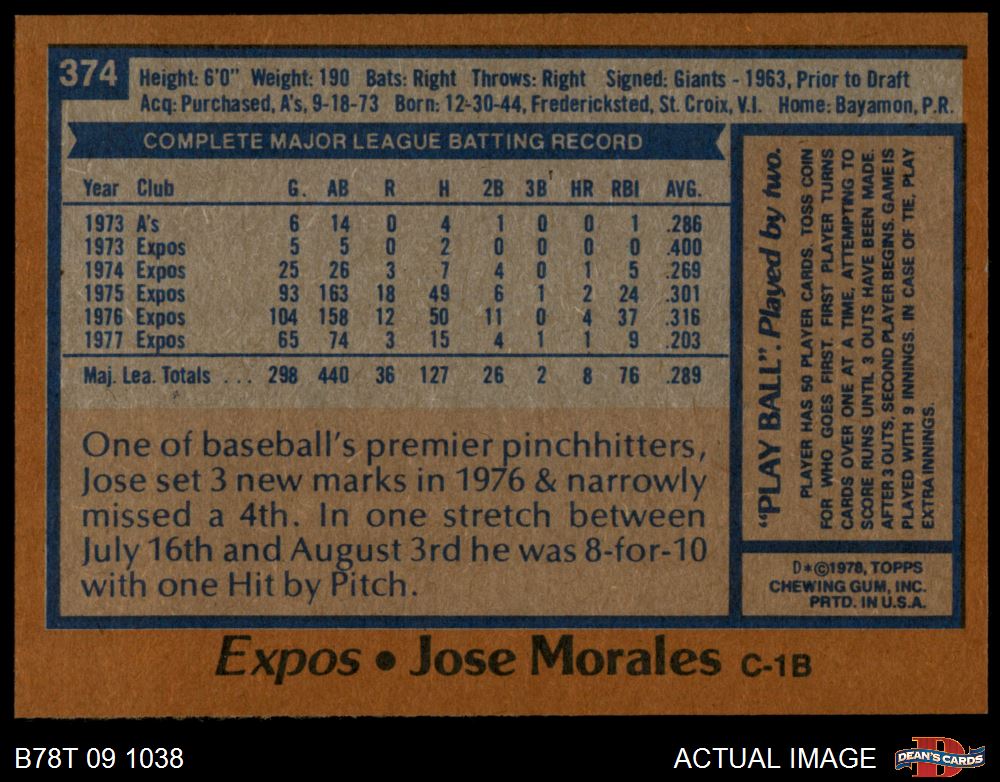 374
Height: 6'0" Weight: 190 Bats: Right Throws: Right Signed: Giants - 1963, Prior to Draft
Acq: Purchased, A's, 9-18-73 Born: 12-30-44, Fredericksted, St. Croix, V.I. Home: Bayamon, P.R.
COMPLETE MAJOR LEAGUE BATTING RECORD
Year Club G. AB R H 2B 3B HR RBI AVG.
1973 A's 6 14 0 4 1 0 0 1 .286
1973 Expos 5 5 0 2 0 0 0 0 .400
1974 Expos 25 26 3 7 4 0 1 5 .269
1975 Expos 93 163 18 49 6 1 2 24 .301
1976 Expos 104 158 12 50 11 0 4 37 .316
1977 Expos 65 74 3 15 4 1 1 9 .203
Maj. Lea. Totals ... 298 440 36 127 26 2 8 76 .289
One of baseball's premier pinchhitters,
Jose set 3 new marks in 1976 & narrowly
missed a 4th. In one stretch between
July 16th and August 3rd he was 8-for-10
with one Hit by Pitch.
"PLAY BALL". Played by two.
PLAYER HAS 50 PLAYER CARDS. TOSS COIN
FOR WHO GOES FIRST. FIRST PLAYER TURNS
CARDS OVER ONE AT A TIME, ATTEMPTING TO
SCORE RUNS UNTIL 3 OUTS HAVE BEEN MADE.
AFTER 3 OUTS, SECOND PLAYER BEGINS. GAME IS
PLAYED WITH 9 INNINGS. IN CASE OF TIE, PLAY
EXTRA INNINGS.
D*©1978, TOPPS
CHEWING GUM, INC.
PRTD. IN U.S.A.
Expos • Jose Morales C-1B
B78T 09 1038
ACTUAL IMAGE
D
DEAN'S CARDS